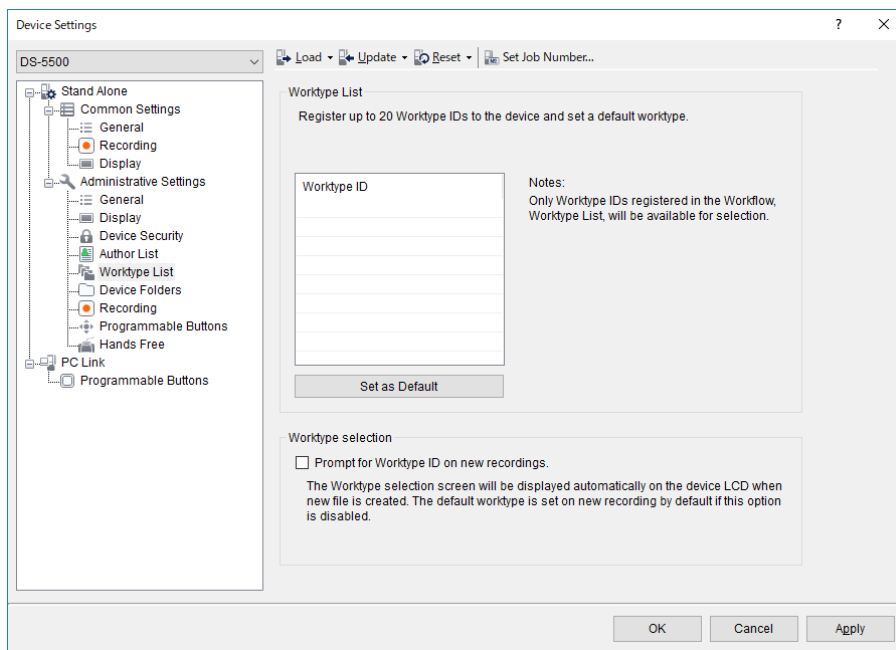 Device Settings
?
DS-5500
Load
Update
Reset
Set Job Number...
Stand Alone
Common Settings
General
Recording
Display
Administrative Settings
General
Display
Device Security
Author List
Worktype List
Device Folders
Recording
Programmable Buttons
Hands Free
PC Link
Programmable Buttons
Worktype List
Register up to 20 Worktype IDs to the device and set a default worktype.
Worktype ID
Notes:
Only Worktype IDs registered in the Workflow,
Worktype List, will be available for selection.
Set as Default
Worktype selection
Prompt for Worktype ID on new recordings.
The Worktype selection screen will be displayed automatically on the device LCD when
new file is created. The default worktype is set on new recording by default if this option
is disabled.
OK
Cancel
Apply